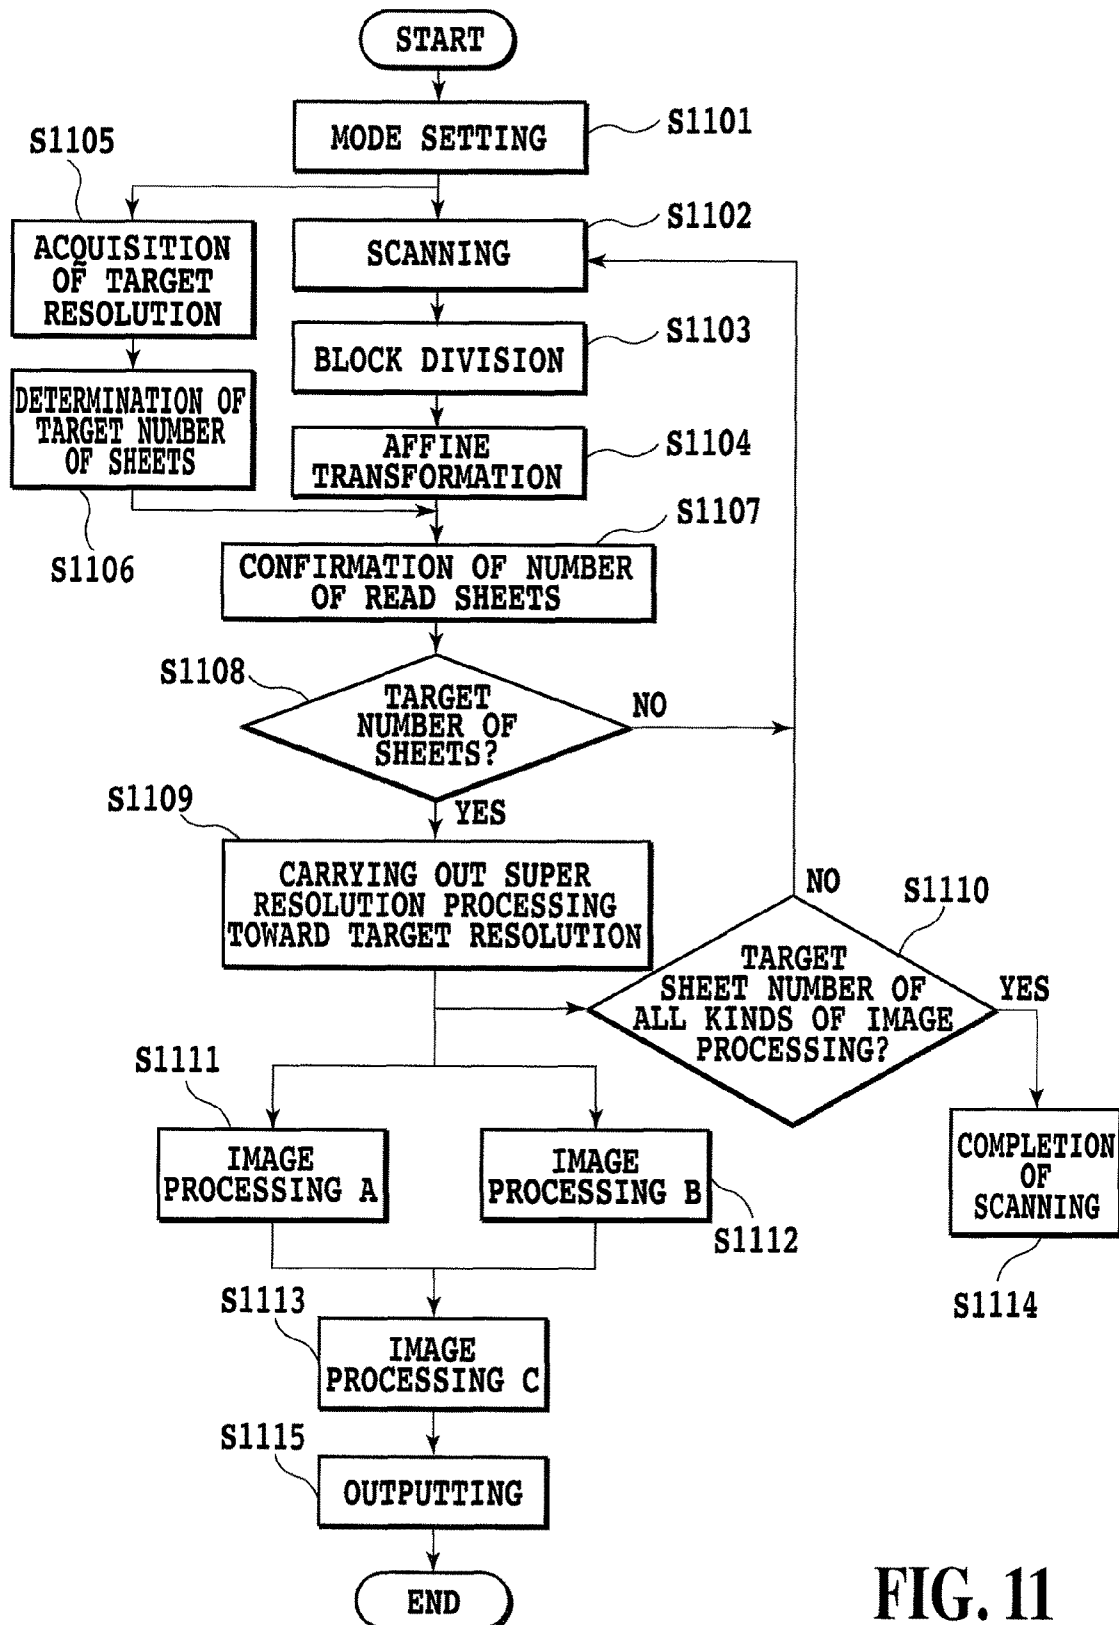 START
MODE SETTING
S1101
S1105
ACQUISITION
OF TARGET
RESOLUTION
SCANNING
S1102
BLOCK DIVISION
S1103
DETERMINATION OF
TARGET NUMBER
OF SHEETS
S1106
AFFINE
TRANSFORMATION
S1104
S1107
CONFIRMATION OF NUMBER
OF READ SHEETS
S1108
TARGET
NUMBER OF
SHEETS?
NO
YES
S1109
CARRYING OUT SUPER
RESOLUTION PROCESSING
TOWARD TARGET RESOLUTION
NO
S1110
TARGET
SHEET NUMBER OF
ALL KINDS OF IMAGE
PROCESSING?
YES
S1111
IMAGE
PROCESSING A
IMAGE
PROCESSING B
S1112
COMPLETION
OF
SCANNING
S1114
S1113
IMAGE
PROCESSING C
S1115
OUTPUTTING
END
FIG. 11